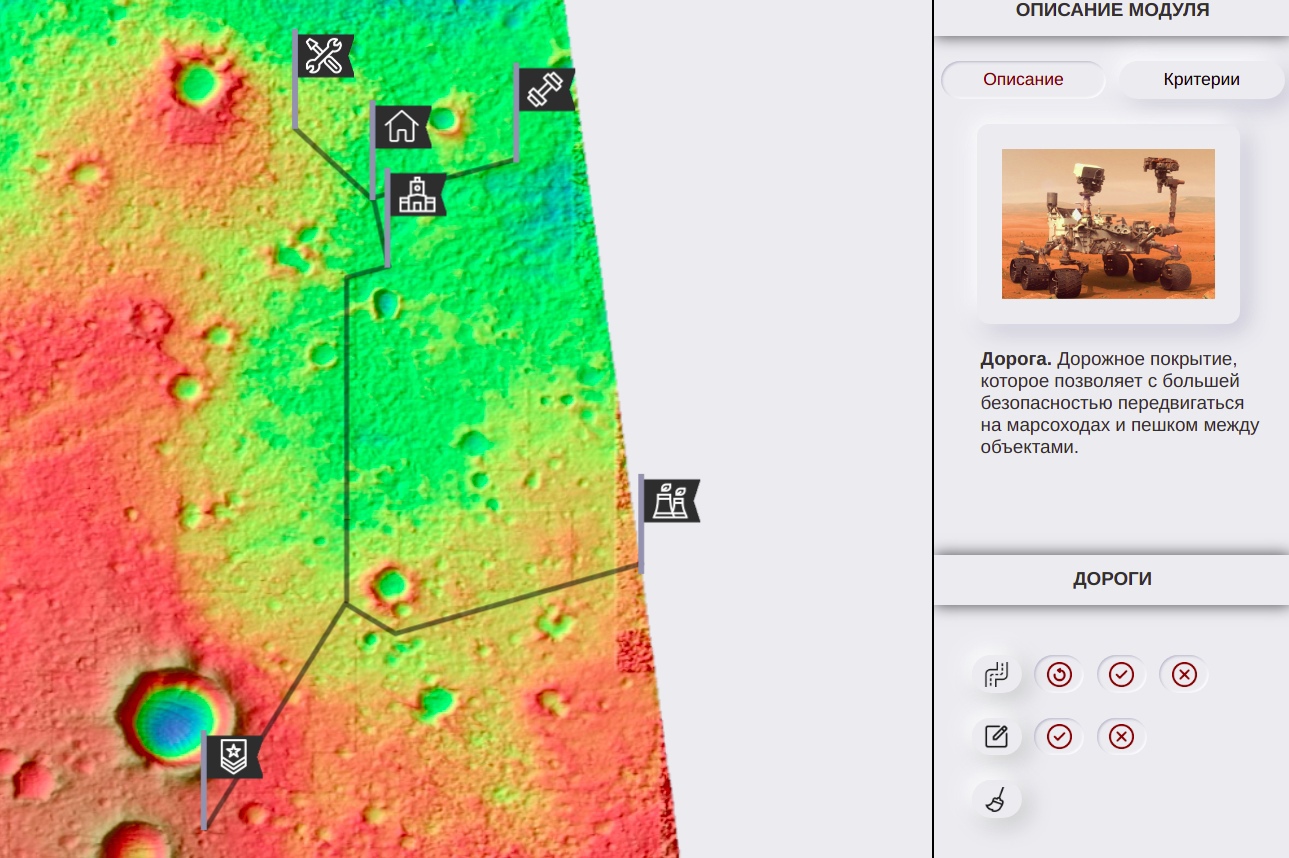 ОПИСАНИЕ МОДУЛЯ
Описание
Критерии
Дорога. Дорожное покрытие,
которое позволяет с большей
безопасностью передвигаться
на марсоходах и пешком между
объектами.
ДОРОГИ